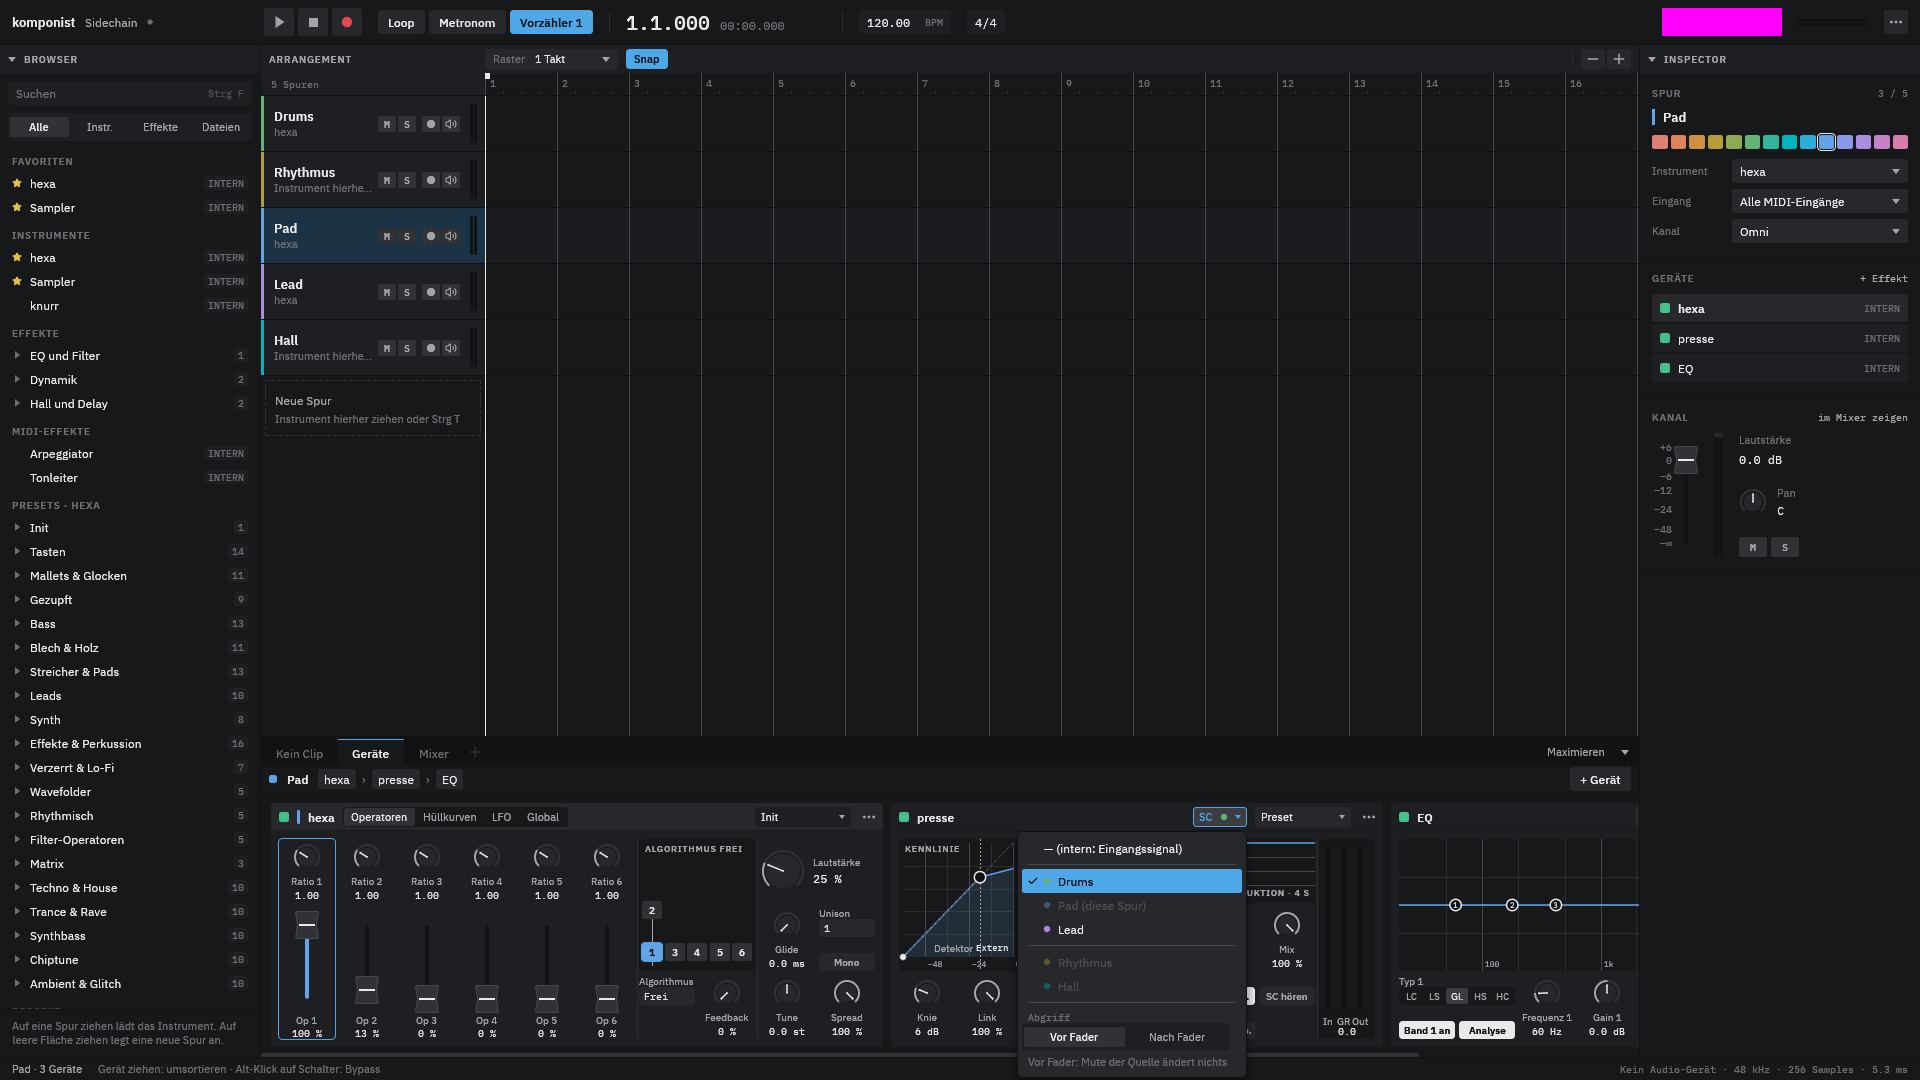 komponist Sidechain
Loop Metronom Vorzähler 1
1.1.000 00:00.000
120.00 BPM 4/4
BROWSER
Suchen Strg F
Alle Instr. Effekte Dateien
FAVORITEN
hexa INTERN
Sampler INTERN
INSTRUMENTE
hexa INTERN
Sampler INTERN
knurr INTERN
EFFEKTE
EQ und Filter 1
Dynamik 2
Hall und Delay 2
MIDI-EFFEKTE
Arpeggiator INTERN
Tonleiter INTERN
PRESETS · HEXA
Init 1
Tasten 14
Mallets & Glocken 11
Gezupft 9
Bass 13
Blech & Holz 11
Streicher & Pads 13
Leads 10
Synth 8
Effekte & Perkussion 16
Verzerrt & Lo-Fi 7
Wavefolder 5
Rhythmisch 5
Filter-Operatoren 5
Matrix 3
Techno & House 10
Trance & Rave 10
Synthbass 10
Chiptune 10
Ambient & Glitch 10
Auf eine Spur ziehen lädt das Instrument. Auf
leere Fläche ziehen legt eine neue Spur an.
ARRANGEMENT
Raster 1 Takt Snap
5 Spuren
1 2 3 4 5 6 7 8 9 10 11 12 13 14 15 16
Drums M S
hexa
Rhythmus M S
Instrument hierhe...
Pad M S
hexa
Lead M S
hexa
Hall M S
Instrument hierhe...
Neue Spur
Instrument hierher ziehen oder Strg T
INSPECTOR
SPUR 3 / 5
Pad
Instrument hexa
Eingang Alle MIDI-Eingänge
Kanal Omni
GERÄTE + Effekt
hexa INTERN
presse INTERN
EQ INTERN
KANAL im Mixer zeigen
+6
0
−6
−12
−24
−48
−∞
Lautstärke
0.0 dB
Pan
C
M S
Kein Clip Geräte Mixer +
Maximieren
Pad hexa › presse › EQ
+ Gerät
hexa Operatoren Hüllkurven LFO Global Init
Ratio 1 Ratio 2 Ratio 3 Ratio 4 Ratio 5 Ratio 6
1.00 1.00 1.00 1.00 1.00 1.00
Op 1 Op 2 Op 3 Op 4 Op 5 Op 6
100 % 13 % 0 % 0 % 0 % 0 %
ALGORITHMUS FREI
2
1 3 4 5 6
Algorithmus
Frei
Feedback
0 %
Lautstärke
25 %
Glide
0.0 ms
Unison
1
Mono
Tune
0.0 st
Spread
100 %
presse SC Preset
KENNLINIE
Detektor Extern
−48 −24
Knie
6 dB
Link
100 %
— (intern: Eingangssignal)
Drums
Pad (diese Spur)
Lead
Rhythmus
Hall
Abgriff
Vor Fader Nach Fader
Vor Fader: Mute der Quelle ändert nichts
UKTION · 4 S
Mix
100 %
SC hören
In GR Out
0.0
EQ
1 2 3
100 1k
Typ 1
LC LS GL HS HC
Band 1 an Analyse
Frequenz 1
60 Hz
Gain 1
0.0 dB
Pad · 3 Geräte Gerät ziehen: umsortieren · Alt-Klick auf Schalter: Bypass
Kein Audio-Gerät · 48 kHz · 256 Samples · 5.3 ms